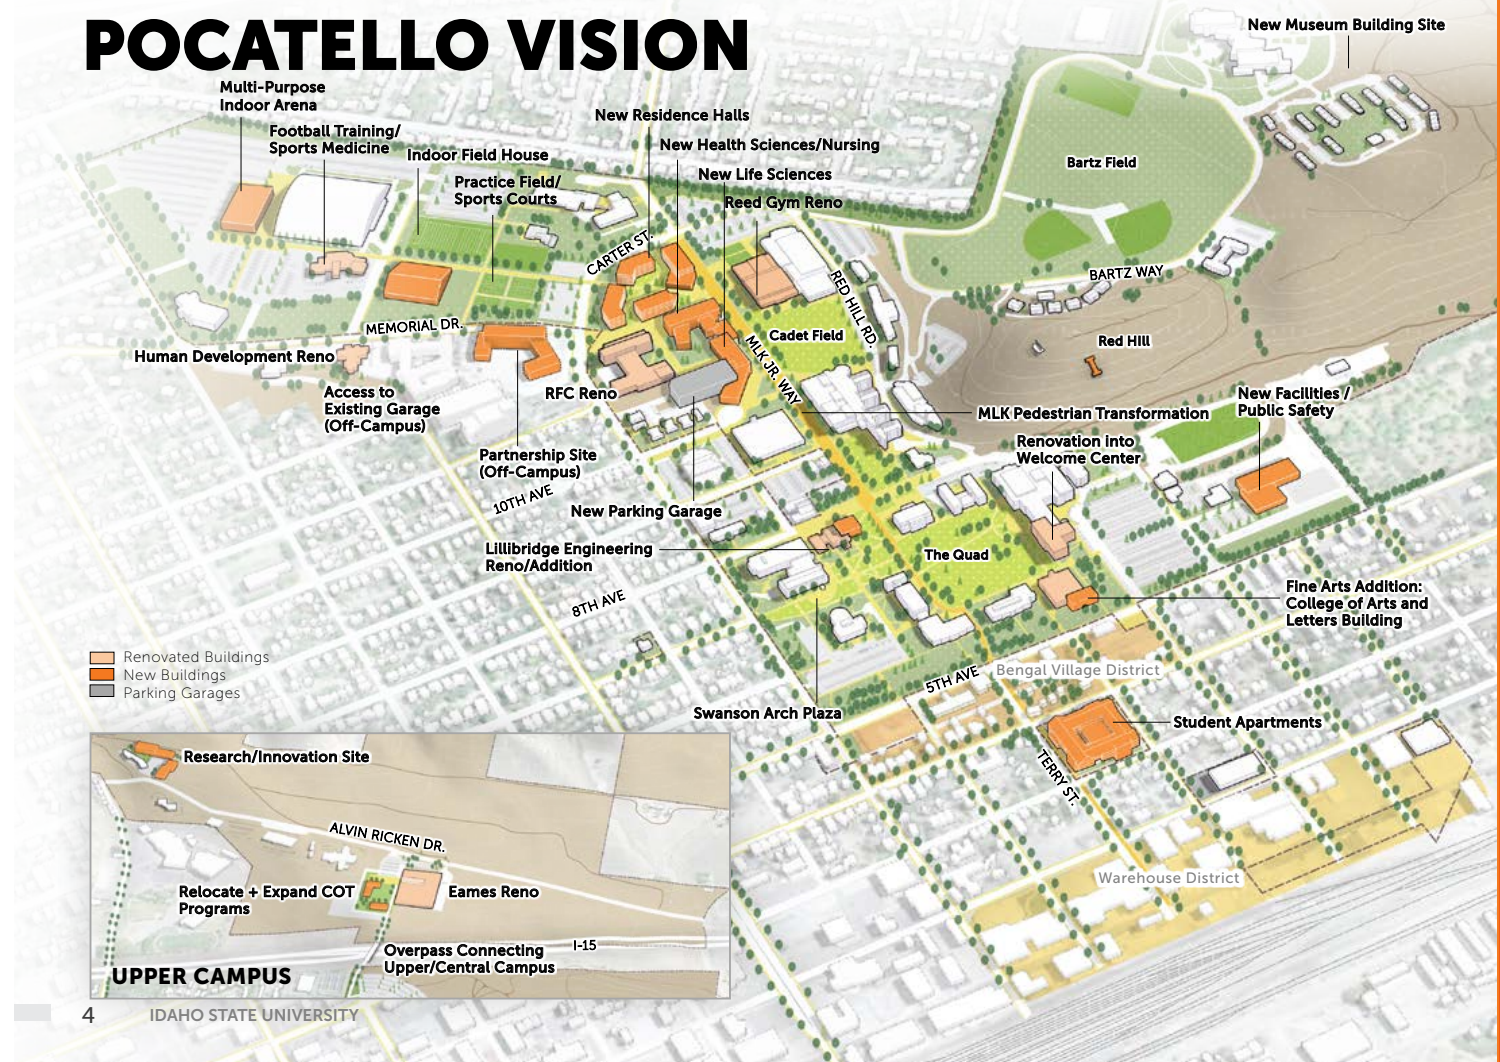 POCATELLO VISION
New Museum Building Site
Multi-Purpose
Indoor Arena
Football Training/
Sports Medicine
Indoor Field House
Practice Field/
Sports Courts
New Residence Halls
New Health Sciences/Nursing
New Life Sciences
Reed Gym Reno
Bartz Field
CARTER ST.
BARTZ WAY
RED HILL RD.
MEMORIAL DR.
Cadet Field
Red HIll
MLK JR. WAY
Human Development Reno
Access to
Existing Garage
(Off-Campus)
RFC Reno
MLK Pedestrian Transformation
New Facilities /
Public Safety
Renovation into
Welcome Center
Partnership Site
(Off-Campus)
10TH AVE
New Parking Garage
Lillibridge Engineering
Reno/Addition
The Quad
8TH AVE
Fine Arts Addition:
College of Arts and
Letters Building
Renovated Buildings
New Buildings
Parking Garages
5TH AVE
Bengal Village District
Swanson Arch Plaza
Student Apartments
TERRY ST.
Warehouse District
Research/Innovation Site
ALVIN RICKEN DR.
Relocate + Expand COT
Programs
Eames Reno
Overpass Connecting
Upper/Central Campus
I-15
UPPER CAMPUS
4
IDAHO STATE UNIVERSITY